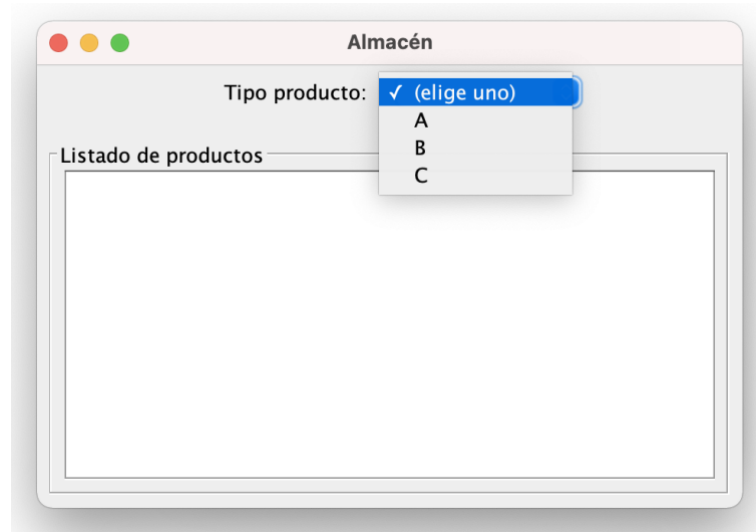 Almacén
Tipo producto: ✓ (elige uno)
A
B
C
Listado de productos